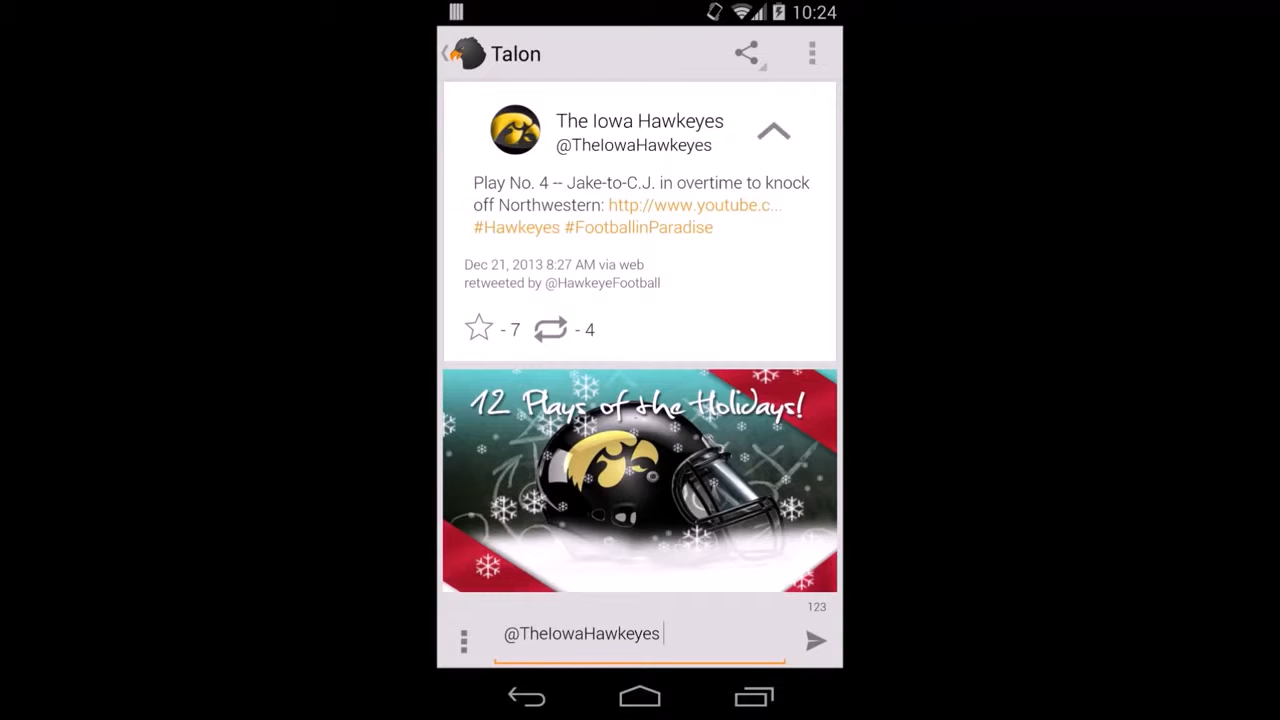 10:24
Talon
The Iowa Hawkeyes
@TheIowaHawkeyes
Play No. 4 -- Jake-to-C.J. in overtime to knock
off Northwestern: http://www.youtube.c...
#Hawkeyes #FootballinParadise
Dec 21, 2013 8:27 AM via web
retweeted by @HawkeyeFootball
- 7 - 4
12 Plays of the Holidays!
123
@TheIowaHawkeyes